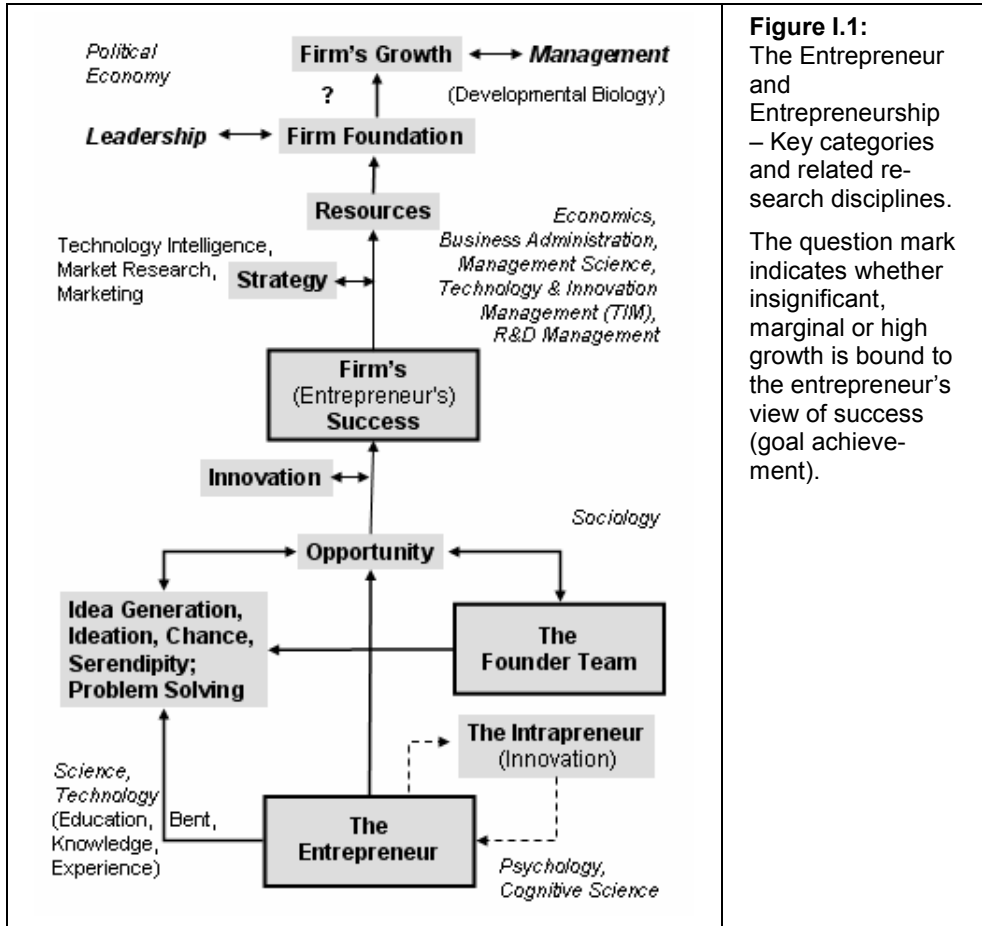 Political
Economy
Firm's Growth
Management
?
(Developmental Biology)
Leadership
Firm Foundation
Resources
Technology Intelligence,
Market Research,
Marketing
Strategy
Economics,
Business Administration,
Management Science,
Technology & Innovation
Management (TIM),
R&D Management
Firm's
(Entrepreneur's)
Success
Innovation
Sociology
Opportunity
Idea Generation,
Ideation, Chance,
Serendipity;
Problem Solving
The
Founder Team
The Intrapreneur
(Innovation)
Science,
Technology
(Education, Bent,
Knowledge,
Experience)
The
Entrepreneur
Psychology,
Cognitive Science
Figure I.1:
The Entrepreneur
and
Entrepreneurship
– Key categories
and related re-
search disciplines.
The question mark
indicates whether
insignificant,
marginal or high
growth is bound to
the entrepreneur’s
view of success
(goal achieve-
ment).